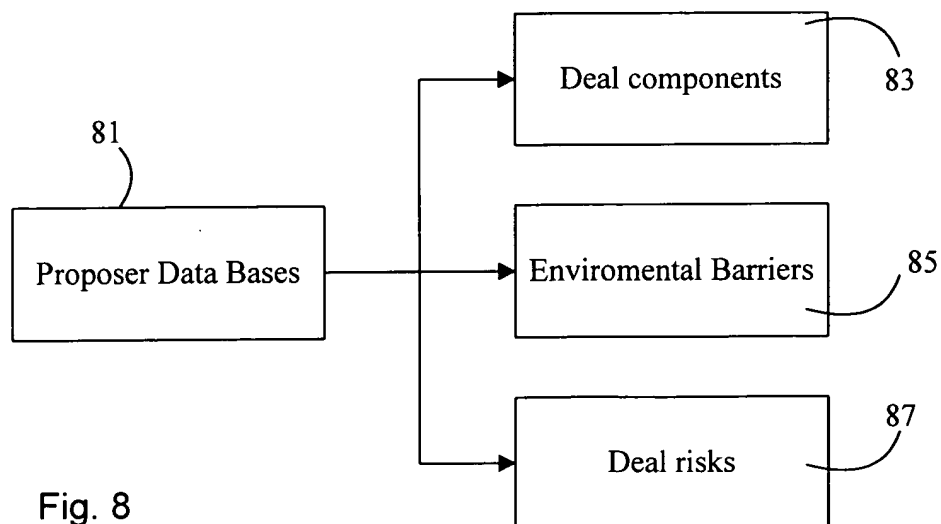 Deal components
83
81
Proposer Data Bases
Enviromental Barriers
85
Deal risks
87
Fig. 8